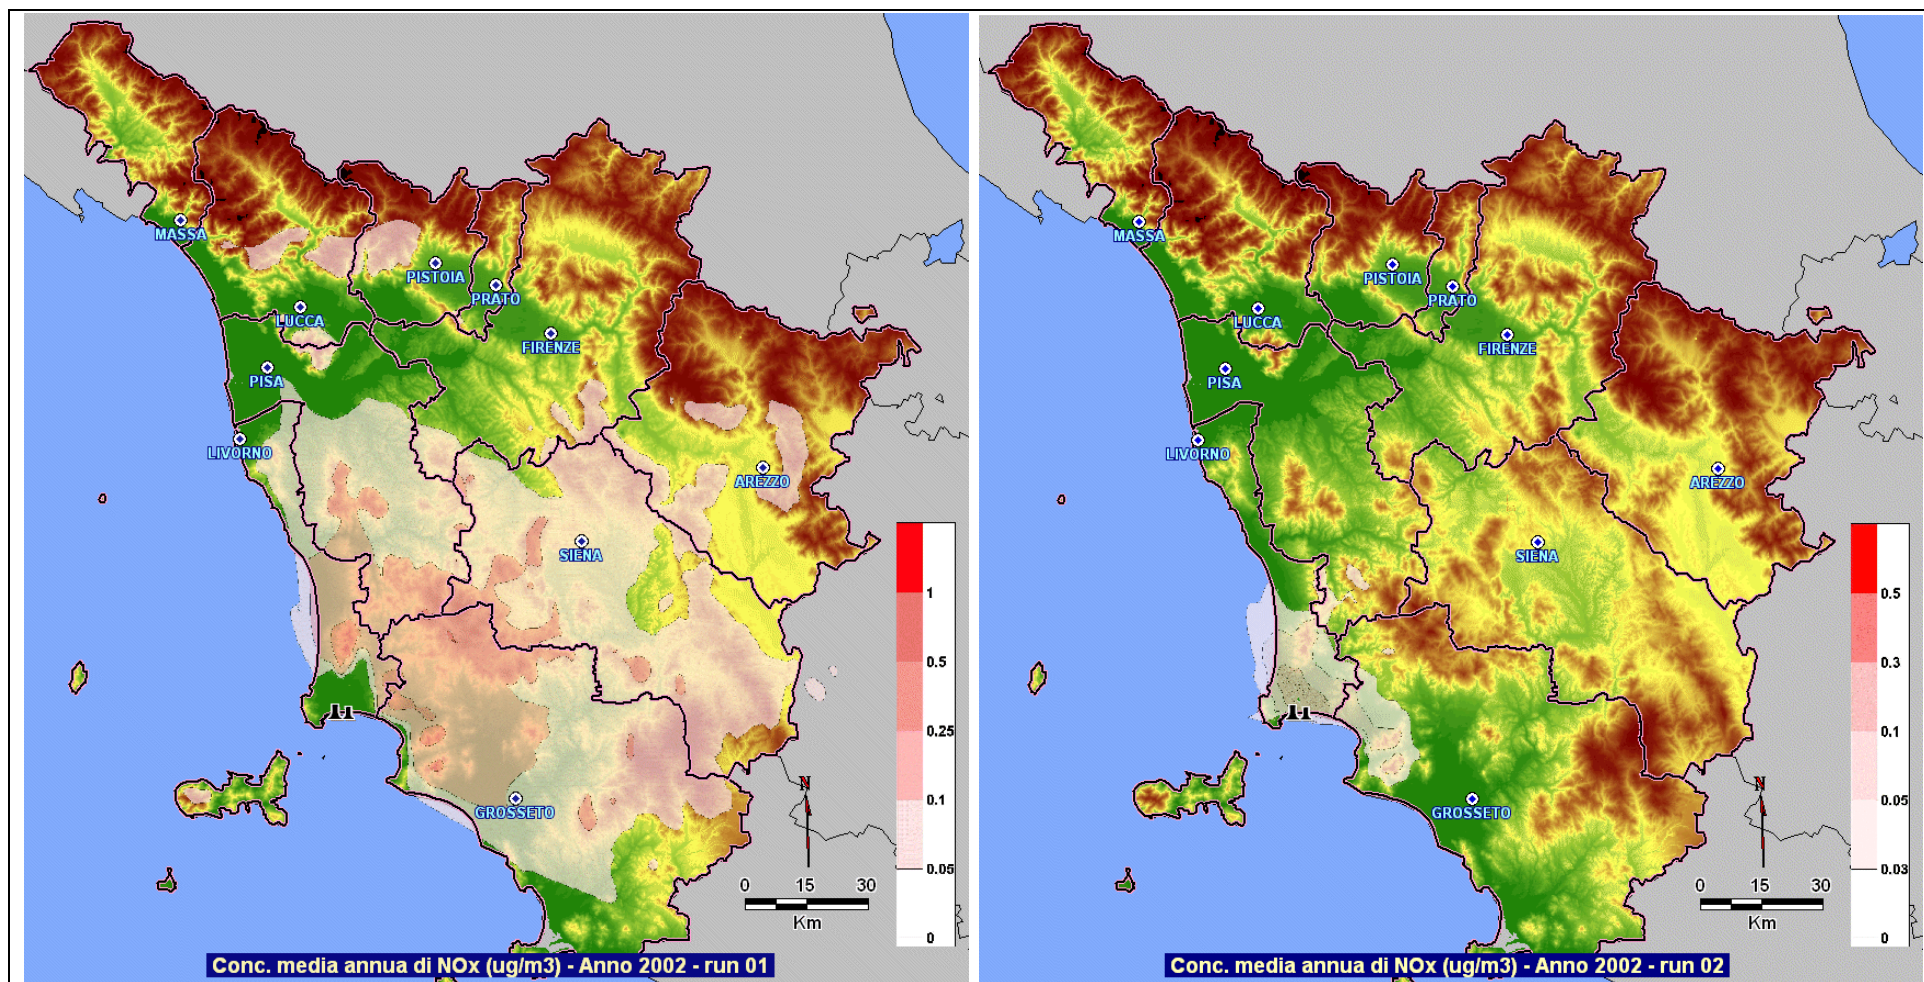 MASSA
PISTOIA
PRATO
LUCCA
FIRENZE
PISA
LIVORNO
AREZZO
SIENA
GROSSETO
1
0.5
0.25
0.1
0.05
0
N
0 15 30
Km
Conc. media annua di NOx (ug/m3) - Anno 2002 - run 01
MASSA
PISTOIA
PRATO
LUCCA
FIRENZE
PISA
LIVORNO
AREZZO
SIENA
GROSSETO
0.5
0.3
0.1
0.05
0.03
0
N
0 15 30
Km
Conc. media annua di NOx (ug/m3) - Anno 2002 - run 02